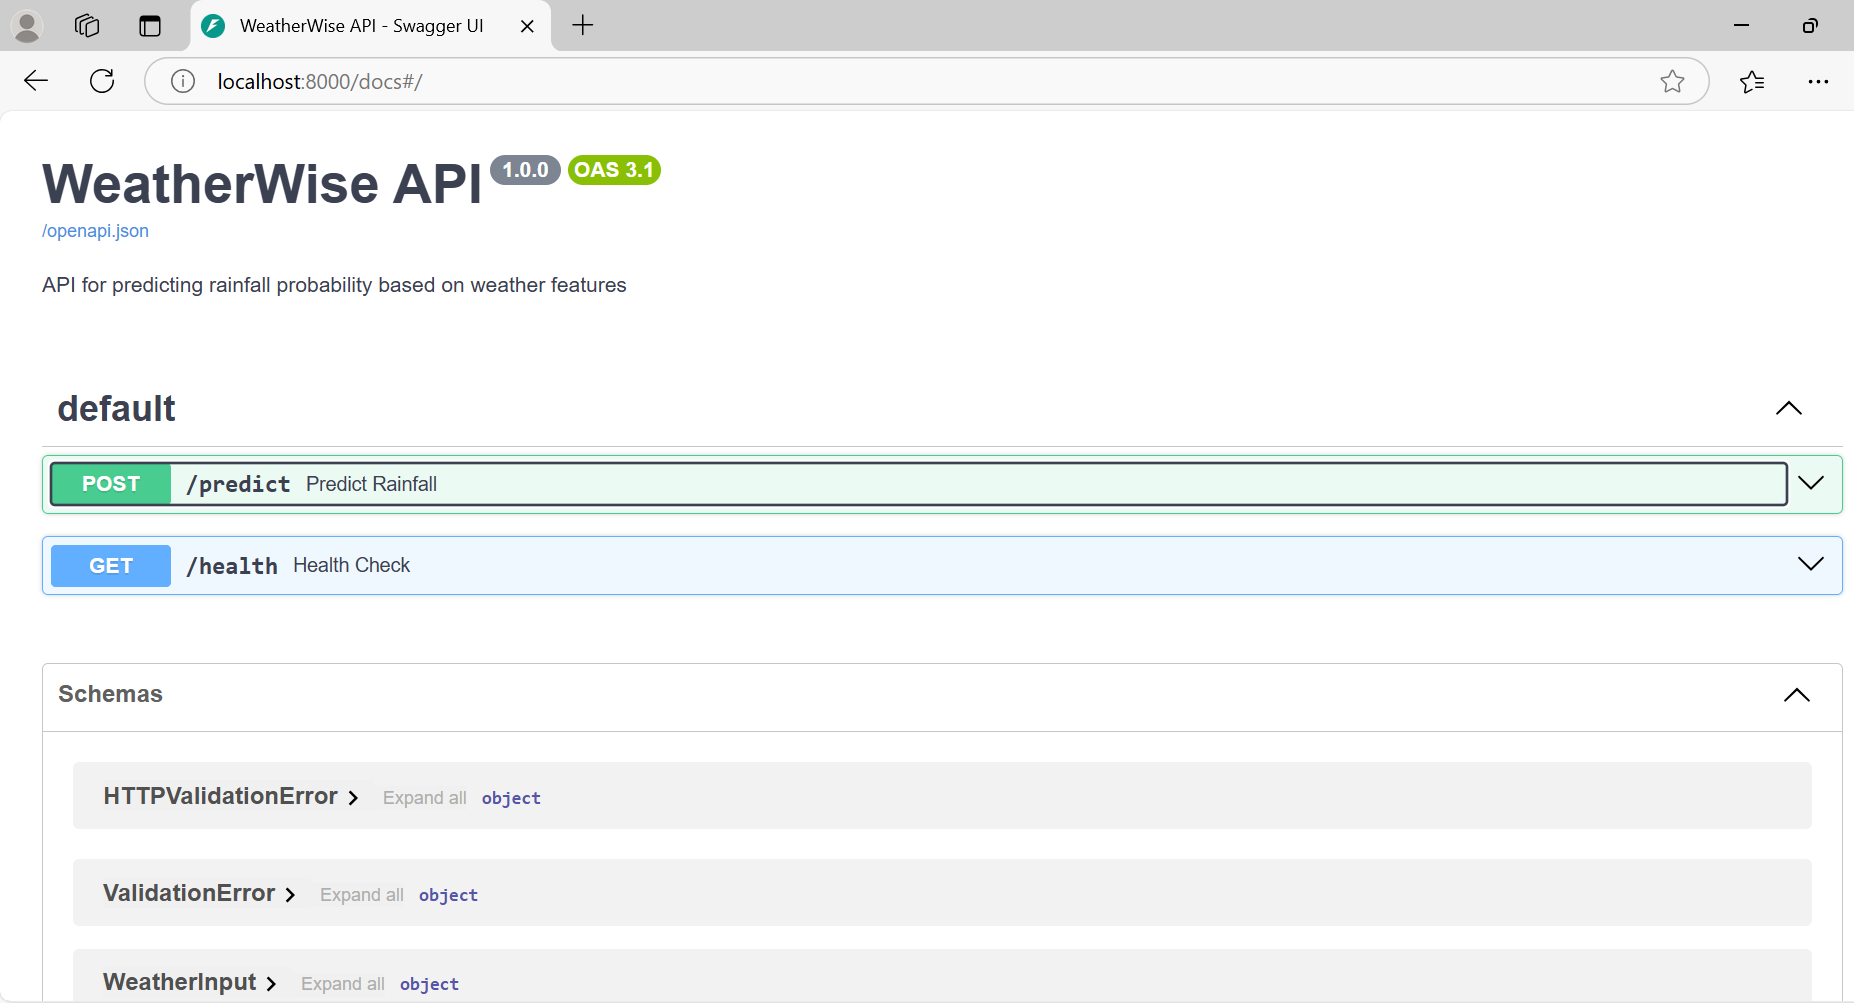 WeatherWise API - Swagger UI
localhost:8000/docs#/
WeatherWise API 1.0.0 OAS 3.1
/openapi.json
API for predicting rainfall probability based on weather features
default
POST /predict Predict Rainfall
GET /health Health Check
Schemas
HTTPValidationError Expand all object
ValidationError Expand all object
WeatherInput Expand all object